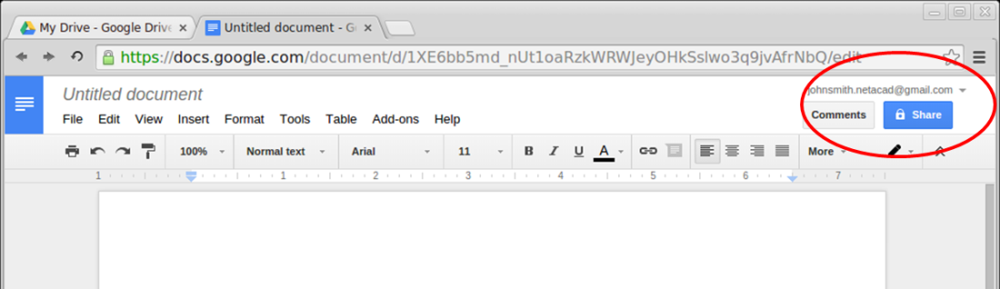 My Drive - Google Drive
Untitled document - G
https://docs.google.com/document/d/1XE6bb5md_nUt1oaRzkWRWJeyOHkSslwo3q9jvAfrNbQ/edit
Untitled document
johnsmith.netacad@gmail.com
File Edit View Insert Format Tools Table Add-ons Help
Comments Share
100% Normal text Arial 11 B I U A More
1 1 2 3 4 5 6 7